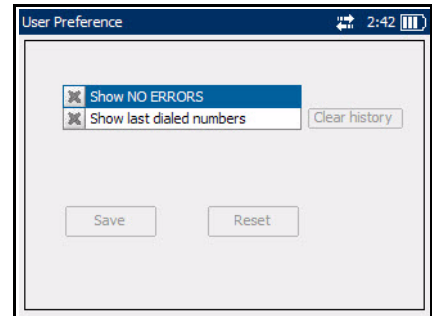 User Preference 2:42
Show NO ERRORS
Show last dialed numbers Clear history
Save Reset